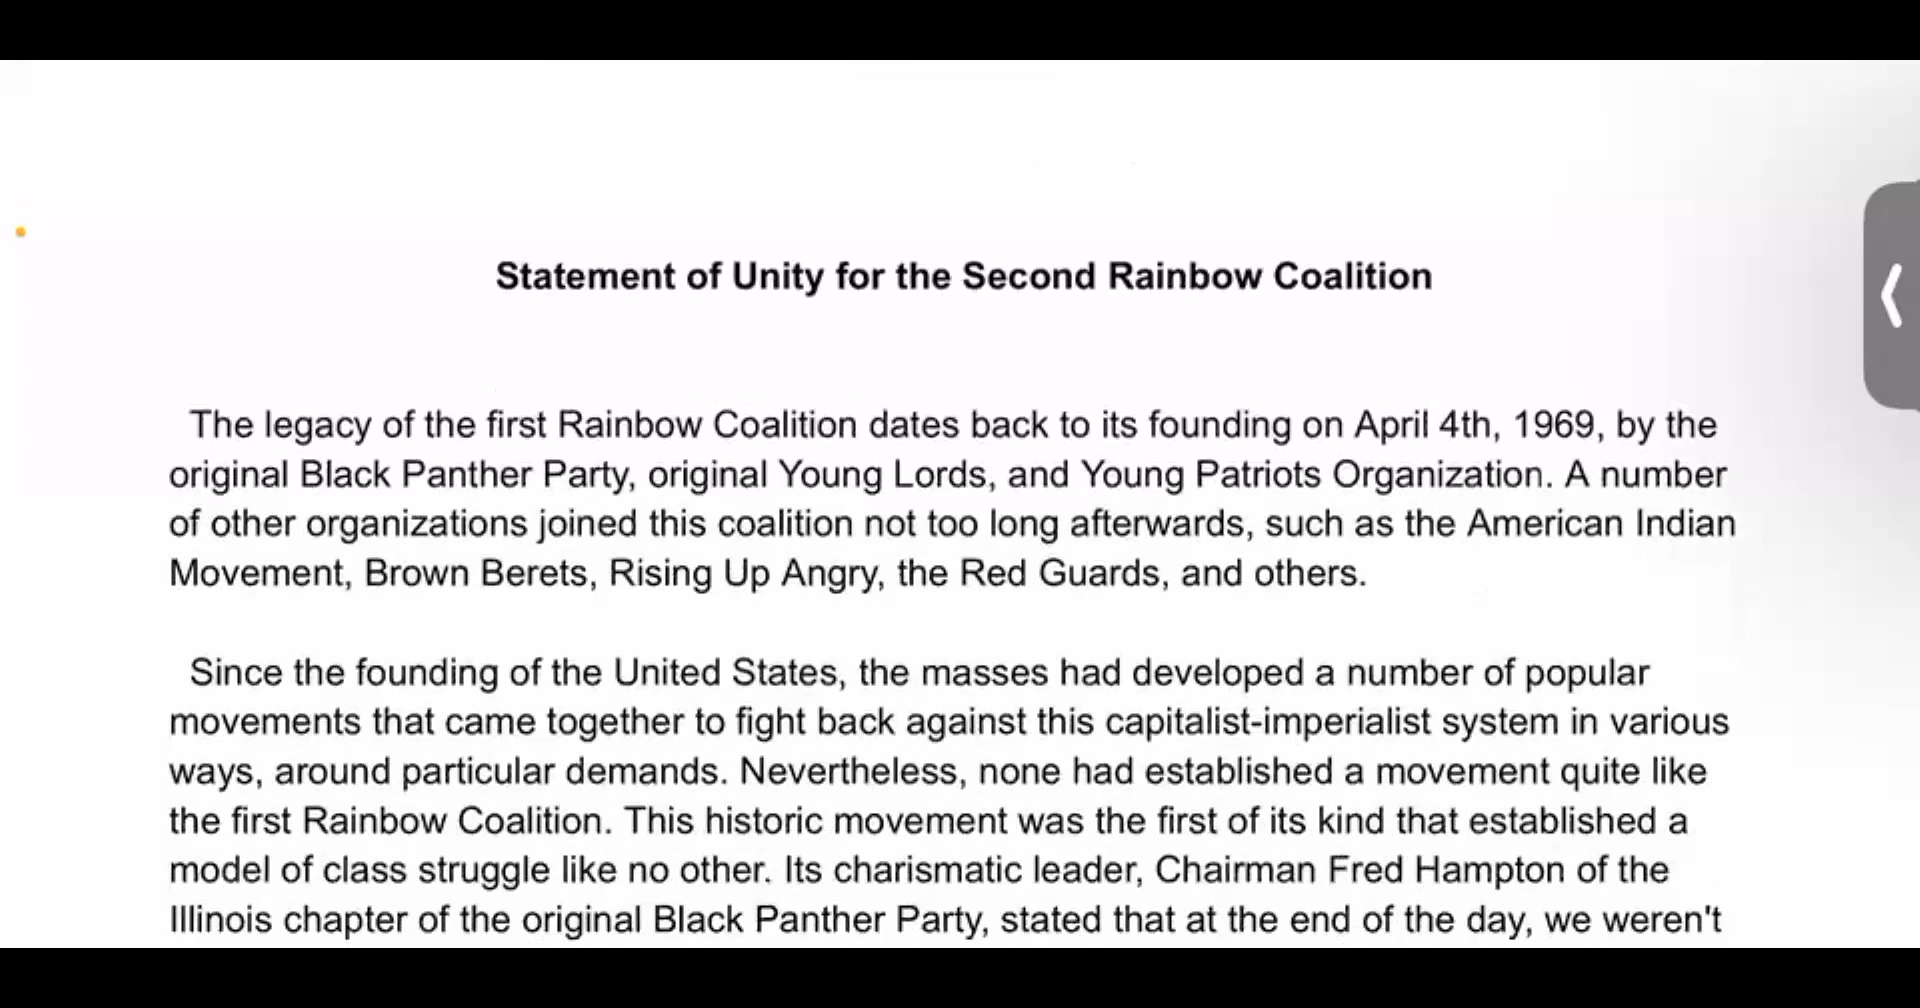 Statement of Unity for the Second Rainbow Coalition
The legacy of the first Rainbow Coalition dates back to its founding on April 4th, 1969, by the
original Black Panther Party, original Young Lords, and Young Patriots Organization. A number
of other organizations joined this coalition not too long afterwards, such as the American Indian
Movement, Brown Berets, Rising Up Angry, the Red Guards, and others.
Since the founding of the United States, the masses had developed a number of popular
movements that came together to fight back against this capitalist-imperialist system in various
ways, around particular demands. Nevertheless, none had established a movement quite like
the first Rainbow Coalition. This historic movement was the first of its kind that established a
model of class struggle like no other. Its charismatic leader, Chairman Fred Hampton of the
Illinois chapter of the original Black Panther Party, stated that at the end of the day, we weren't